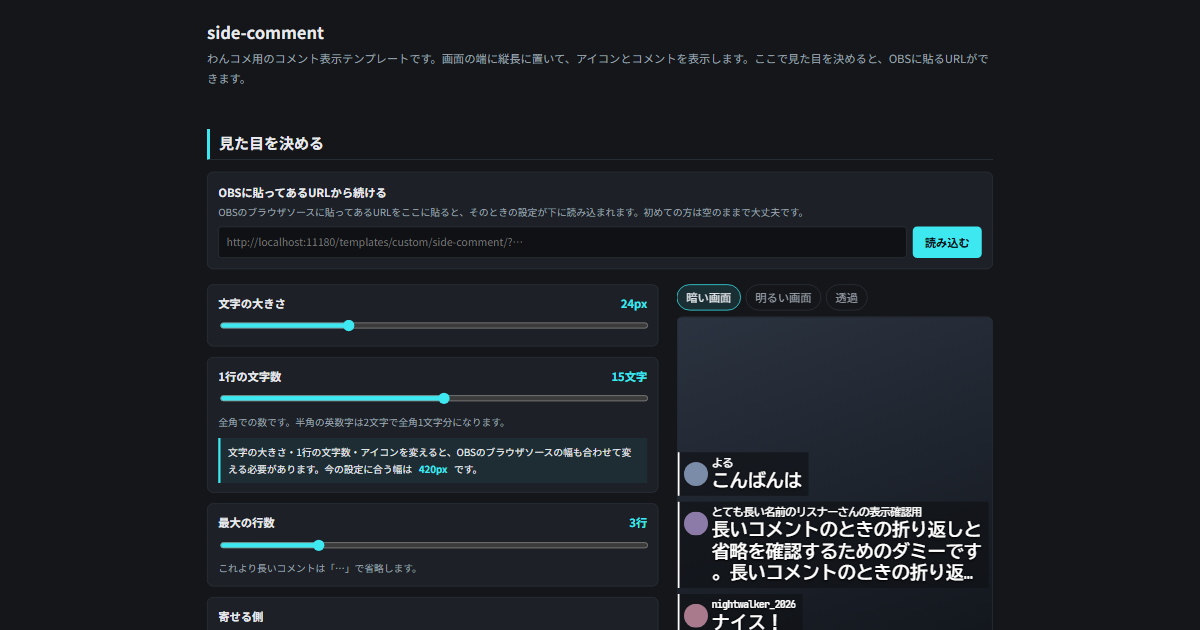 side-comment
わんコメ用のコメント表示テンプレートです。画面の端に縦長に置いて、アイコンとコメントを表示します。ここで見た目を決めると、OBSに貼るURLがで
きます。
見た目を決める
OBSに貼ってあるURLから続ける
OBSのブラウザソースに貼ってあるURLをここに貼ると、そのときの設定が下に読み込まれます。初めての方は空のままで大丈夫です。
http://localhost:11180/templates/custom/side-comment/?…
読み込む
文字の大きさ
24px
1行の文字数
15文字
全角での数です。半角の英数字は2文字で全角1文字分になります。
文字の大きさ・1行の文字数・アイコンを変えると、OBSのブラウザソースの幅も合わせて変
える必要があります。今の設定に合う幅は 420px です。
最大の行数
3行
これより長いコメントは「…」で省略します。
寄せる側
暗い画面
明るい画面
透過
よる
こんばんは
とても長い名前のリスナーさんの表示確認用
長いコメントのときの折り返しと
省略を確認するためのダミーです
。長いコメントのときの折り返…
nightwalker_2026
ナイス！